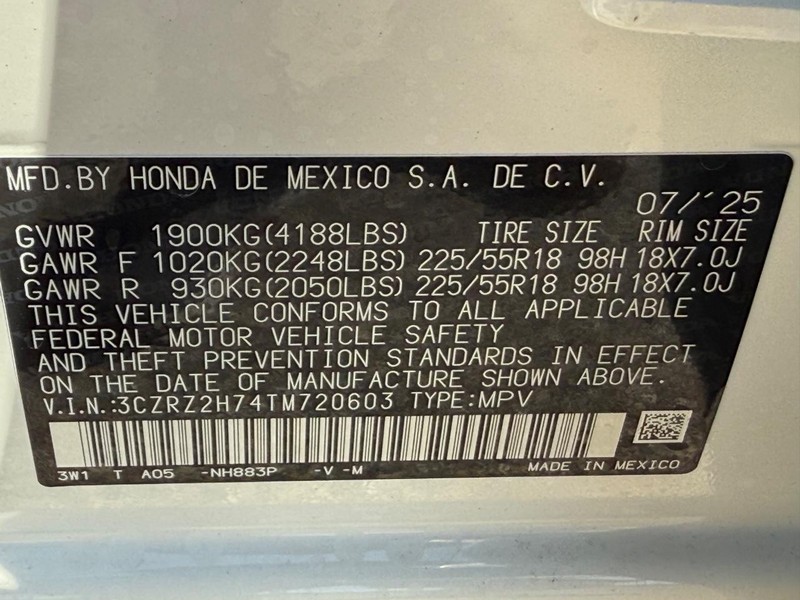 MFD.BY HONDA DE MEXICO S.A. DE C.V.
07/'25
GVWR 1900KG(4188LBS) TIRE SIZE RIM SIZE
GAWR F 1020KG(2248LBS) 225/55R18 98H 18X7.0J
GAWR R 930KG(2050LBS) 225/55R18 98H 18X7.0J
THIS VEHICLE CONFORMS TO ALL APPLICABLE
FEDERAL MOTOR VEHICLE SAFETY
AND THEFT PREVENTION STANDARDS IN EFFECT
ON THE DATE OF MANUFACTURE SHOWN ABOVE.
V.I.N.:3CZRZ2H74TM720603 TYPE:MPV
3W1 T A05 -NH883P -V -M
MADE IN MEXICO